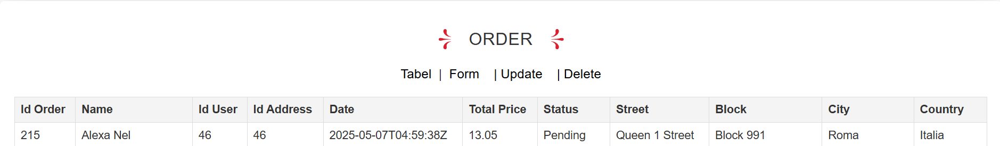 ORDER
Tabel | Form | Update | Delete
Id Order Name Id User Id Address Date Total Price Status Street Block City Country
215 Alexa Nel 46 46 2025-05-07T04:59:38Z 13.05 Pending Queen 1 Street Block 991 Roma Italia